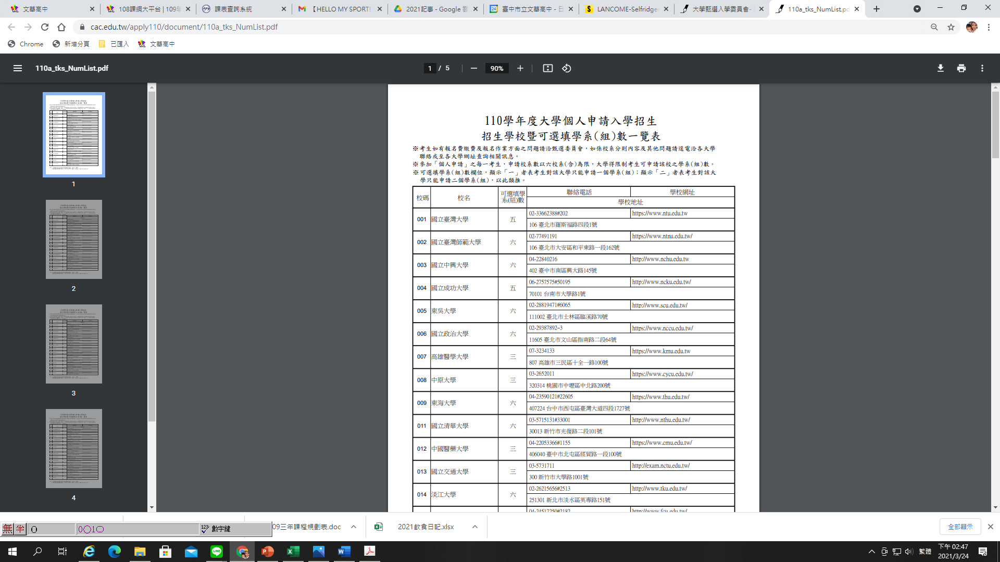 文華高中
108課綱大平台 | 109學
課表查詢系統
【HELLO MY SPORT!
2021記事 - Google 雲
臺中市立文華高中 - 日
LANCOME-Selfridges
大學甄選入學委員會-
110a_tks_NumList.pdf
cac.edu.tw/apply110/document/110a_tks_NumList.pdf
Chrome
新增分頁
已匯入
文華高中
110a_tks_NumList.pdf
1 / 5
90%
110學年度大學個人申請入學招生
招生學校暨可選填學系(組)數一覽表
※考生如有報名費繳費及報名作業方面之問題請洽甄選委員會，如係校系分則內容及其他問題請逕電洽各大學
聯絡或至各大學網址查詢相關訊息。
※參加「個人申請」之每一考生，申請校系數以六校系(含)為限，大學得限制考生可申請該校之學系(組)數。
※可選填學系(組)數欄位，顯示「一」者表考生對該大學只能申請一個學系(組)；顯示「二」者表考生對該大
學只能申請二個學系(組)，以此類推。
校碼 校名 可選填學系(組)數 聯絡電話 學校網址
學校地址
001 國立臺灣大學 五 02-33662388#202 https://www.ntu.edu.tw
106 臺北市羅斯福路四段1號
002 國立臺灣師範大學 六 02-77491191 https://www.ntnu.edu.tw/
106 臺北市大安區和平東路一段162號
003 國立中興大學 六 04-22840216 http://www.nchu.edu.tw
402 臺中市南區興大路145號
004 國立成功大學 五 06-2757575#50195 http://www.ncku.edu.tw/
70101 台南市大學路1號
005 東吳大學 六 02-28819471#6065 http://www.scu.edu.tw/
111002 臺北市士林區臨溪路70號
006 國立政治大學 六 02-29387892~3 https://www.nccu.edu.tw/
11605 臺北市文山區指南路二段64號
007 高雄醫學大學 三 07-3234133 https://www.kmu.edu.tw
807 高雄市三民區十全一路100號
008 中原大學 三 03-2652011 https://www.cycu.edu.tw/
320314 桃園市中壢區中北路200號
009 東海大學 六 04-23590121#22605 https://www.thu.edu.tw/
407224 台中市西屯區臺灣大道四段1727號
011 國立清華大學 六 03-5715131#33001 http://www.nthu.edu.tw/
30013 新竹市光復路二段101號
012 中國醫藥大學 三 04-22053366#1155 https://www.cmu.edu.tw/
406040 臺中市北屯區經貿路一段100號
013 國立交通大學 三 03-5731711 http://exam.nctu.edu.tw/
300 新竹市大學路1001號
014 淡江大學 六 02-26215656#2513 http://www.tku.edu.tw/
251301 新北市淡水區英專路151號
04-24517250#2182 http://www.fcu.edu.tw/
1
2
3
4
無 半 0 0〇1〇 數字鍵
09三年課程規劃表.doc
2021飲食日記.xlsx
全部顯示
繁體
下午 02:47
2021/3/24